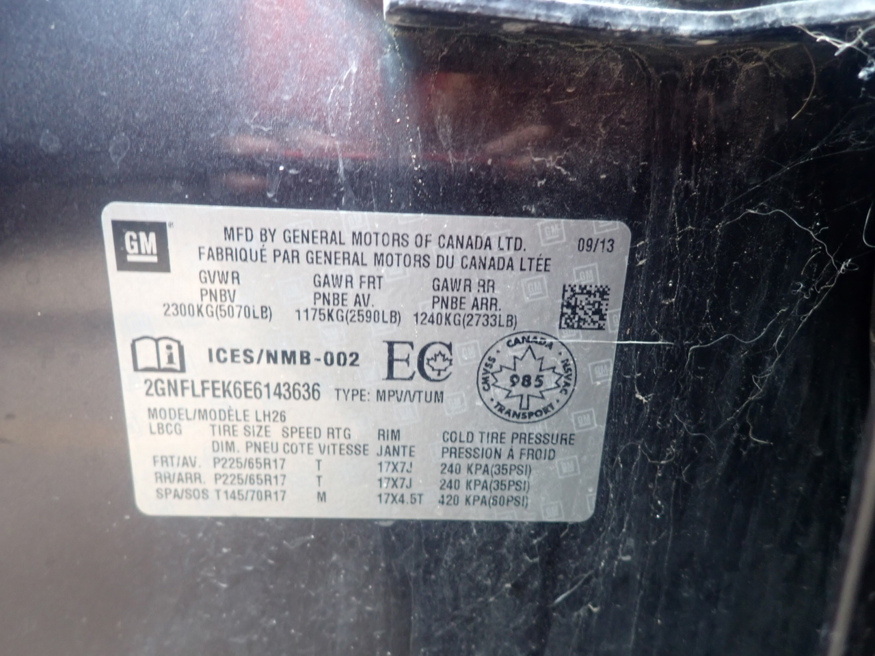 GM
MFD BY GENERAL MOTORS OF CANADA LTD. 09/13
FABRIQUÉ PAR GENERAL MOTORS DU CANADA LTÉE
GVWR GAWR FRT GAWR RR
PNBV PNBE AV. PNBE ARR.
2300KG(5070LB) 1175KG(2590LB) 1240KG(2733LB)
ICES/NMB-002 EC
CANADA
CMVSS 985 NSVAC
TRANSPORT
2GNFLFEK6E6143636 TYPE: MPV/VTUM
MODEL/MODÈLE LH26
LBCG TIRE SIZE SPEED RTG RIM COLD TIRE PRESSURE
DIM. PNEU COTE VITESSE JANTE PRESSION À FROID
FRT/AV. P225/65R17 T 17X7J 240 KPA(35PSI)
RR/ARR. P225/65R17 T 17X7J 240 KPA(35PSI)
SPA/SOS T145/70R17 M 17X4.5T 420 KPA(60PSI)